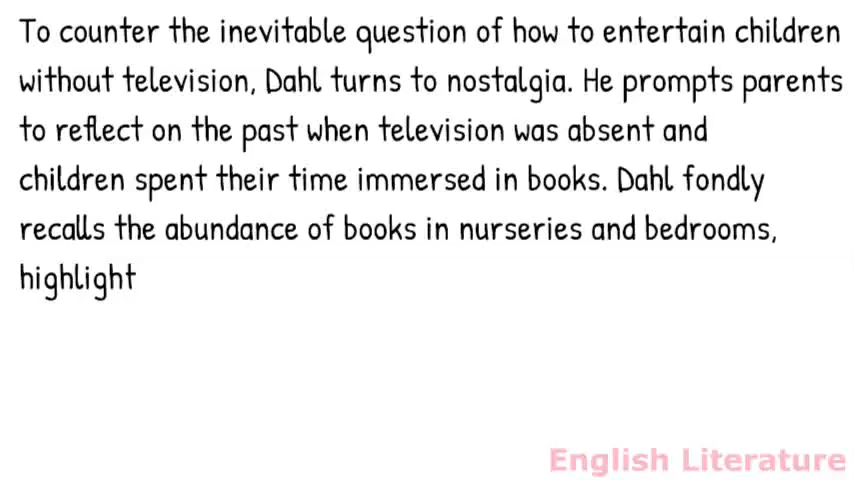 To counter the inevitable question of how to entertain children
without television, Dahl turns to nostalgia. He prompts parents
to reflect on the past when television was absent and
children spent their time immersed in books. Dahl fondly
recalls the abundance of books in nurseries and bedrooms,
highlight
English Literature